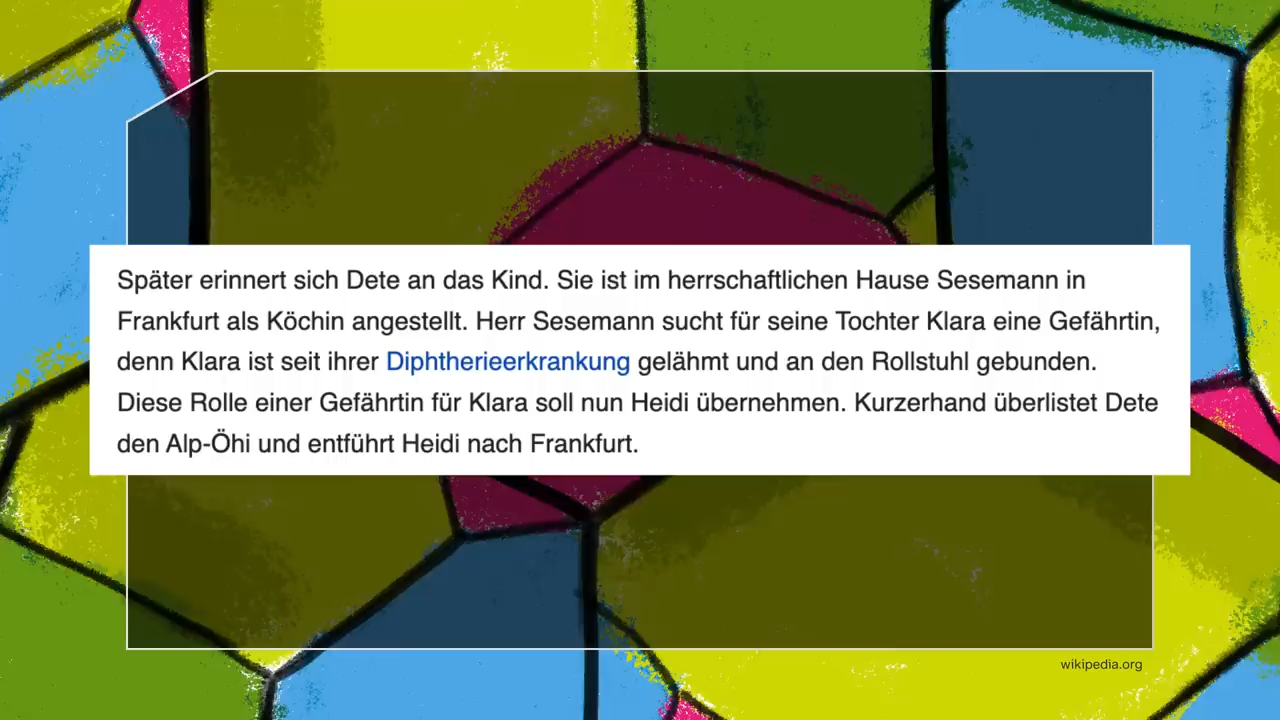 Später erinnert sich Dete an das Kind. Sie ist im herrschaftlichen Hause Sesemann in
Frankfurt als Köchin angestellt. Herr Sesemann sucht für seine Tochter Klara eine Gefährtin,
denn Klara ist seit ihrer Diphtherieerkrankung gelähmt und an den Rollstuhl gebunden.
Diese Rolle einer Gefährtin für Klara soll nun Heidi übernehmen. Kurzerhand überlistet Dete
den Alp-Öhi und entführt Heidi nach Frankfurt.
wikipedia.org